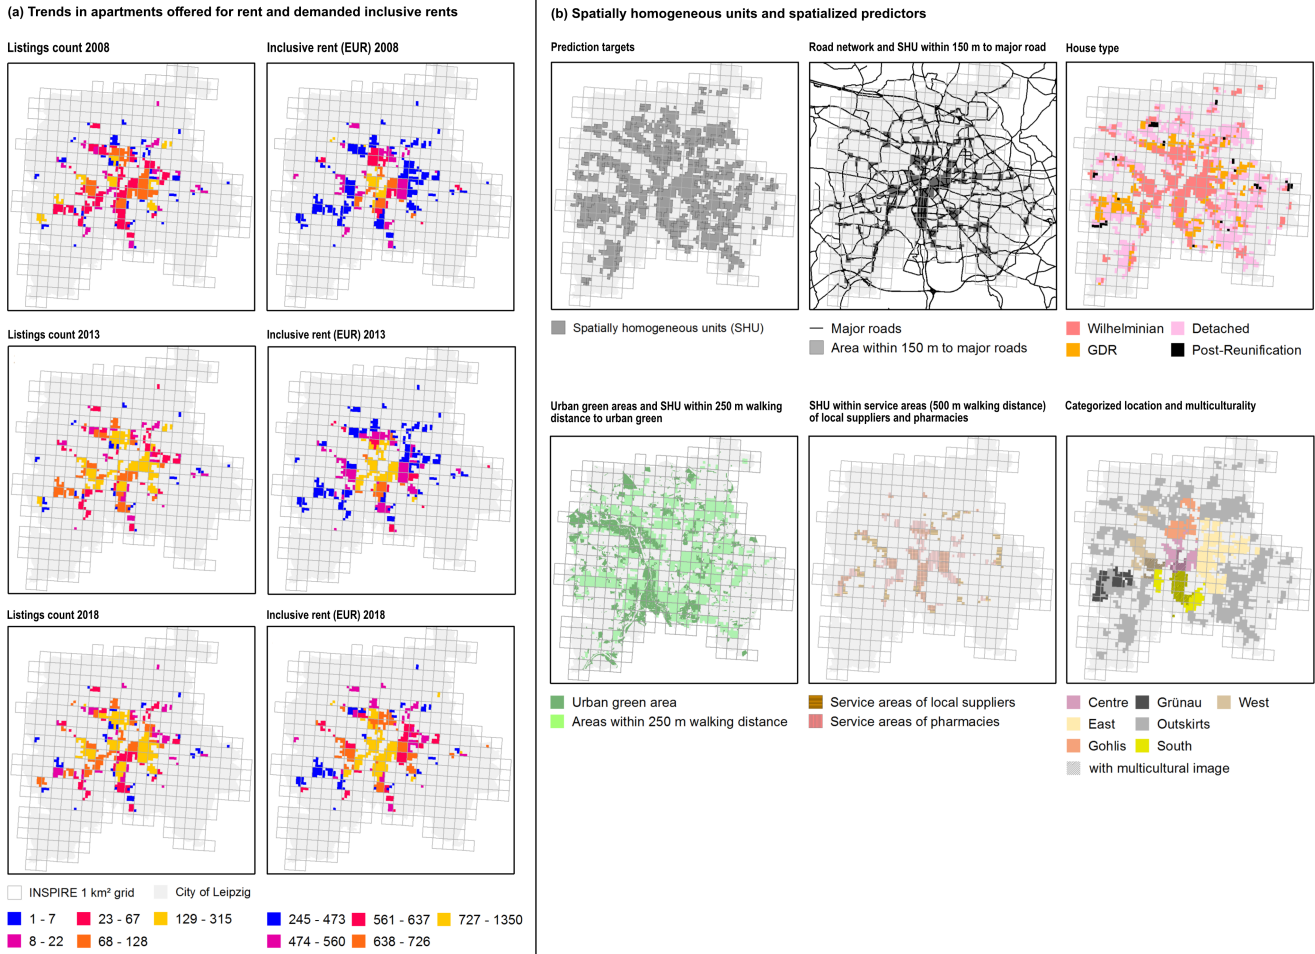 (a) Trends in apartments offered for rent and demanded inclusive rents
Listings count 2008
Inclusive rent (EUR) 2008
Listings count 2013
Inclusive rent (EUR) 2013
Listings count 2018
Inclusive rent (EUR) 2018
INSPIRE 1 km² grid
City of Leipzig
1 - 7
23 - 67
129 - 315
8 - 22
68 - 128
245 - 473
561 - 637
727 - 1350
474 - 560
638 - 726
(b) Spatially homogeneous units and spatialized predictors
Prediction targets
Spatially homogeneous units (SHU)
Road network and SHU within 150 m to major road
Major roads
Area within 150 m to major roads
House type
Wilhelminian
Detached
GDR
Post-Reunification
Urban green areas and SHU within 250 m walking
distance to urban green
Urban green area
Areas within 250 m walking distance
SHU within service areas (500 m walking distance)
of local suppliers and pharmacies
Service areas of local suppliers
Service areas of pharmacies
Categorized location and multiculturality
Centre
Grünau
West
East
Outskirts
Gohlis
South
with multicultural image